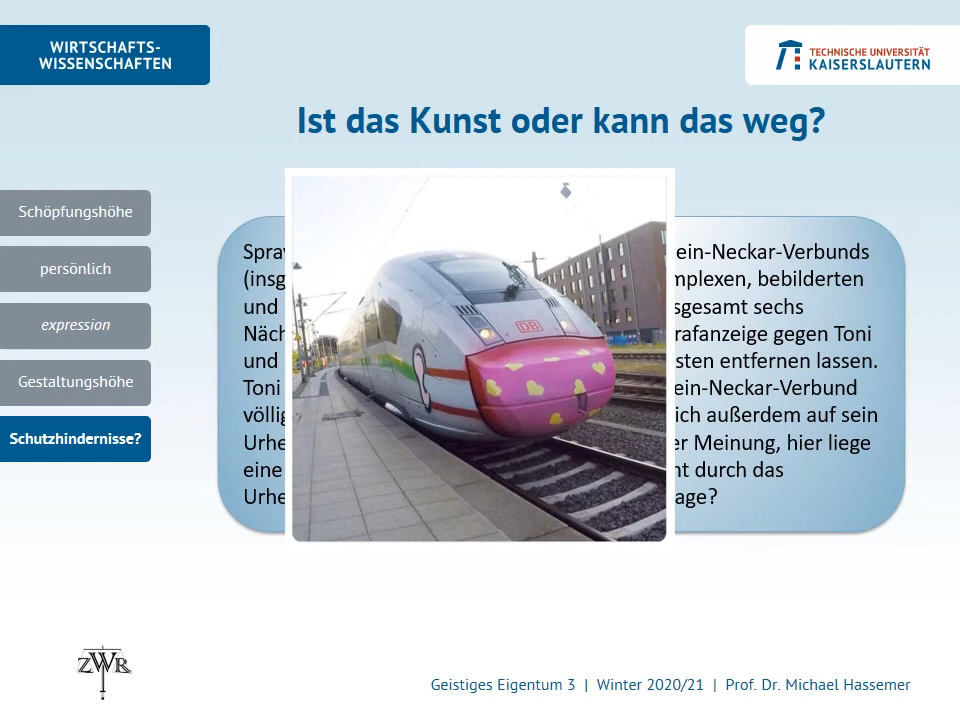 WIRTSCHAFTS-
WISSENSCHAFTEN
TECHNISCHE UNIVERSITÄT
KAISERSLAUTERN
Ist das Kunst oder kann das weg?
Schöpfungshöhe
persönlich
expression
Gestaltungshöhe
Schutzhindernisse?
ein-Neckar-Verbunds
(insg
mplexen, bebilderten
und
sgesamt sechs
Näch
rafanzeige gegen Toni
und
sten entfernen lassen.
Toni
ein-Neckar-Verbund
völlig
ich außerdem auf sein
Urhe
er Meinung, hier liege
eine
nt durch das
Urhe
age?
DB
ZWR
Geistiges Eigentum 3 | Winter 2020/21 | Prof. Dr. Michael Hassemer